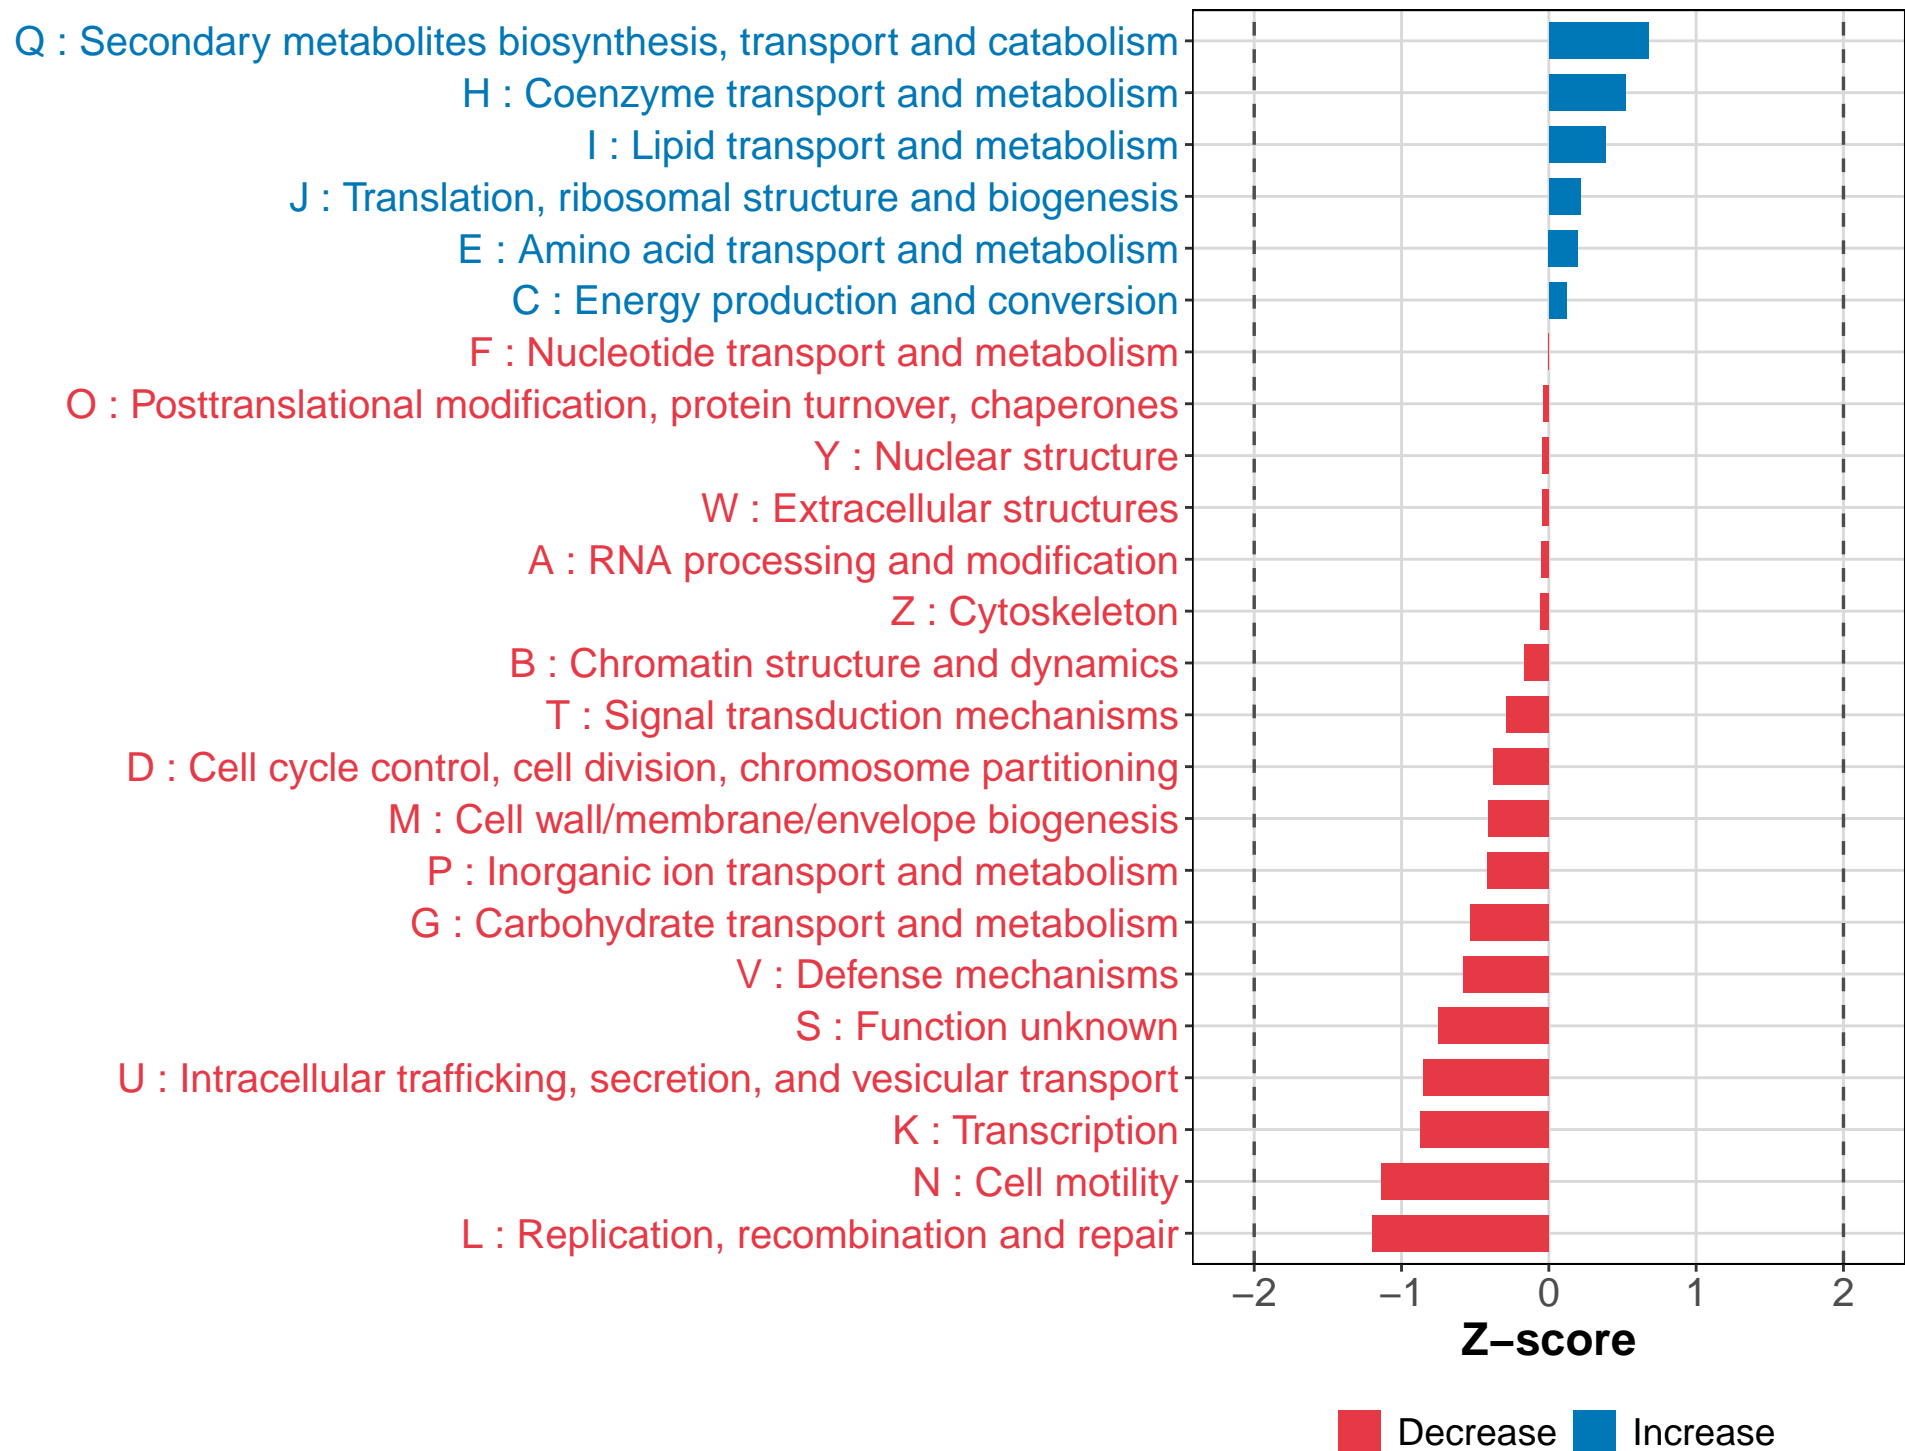 Q : Secondary metabolites biosynthesis, transport and catabolism
H : Coenzyme transport and metabolism
I : Lipid transport and metabolism
J : Translation, ribosomal structure and biogenesis
E : Amino acid transport and metabolism
C : Energy production and conversion
F : Nucleotide transport and metabolism
O : Posttranslational modification, protein turnover, chaperones
Y : Nuclear structure
W : Extracellular structures
A : RNA processing and modification
Z : Cytoskeleton
B : Chromatin structure and dynamics
T : Signal transduction mechanisms
D : Cell cycle control, cell division, chromosome partitioning
M : Cell wall/membrane/envelope biogenesis
P : Inorganic ion transport and metabolism
G : Carbohydrate transport and metabolism
V : Defense mechanisms
S : Function unknown
U : Intracellular trafficking, secretion, and vesicular transport
K : Transcription
N : Cell motility
L : Replication, recombination and repair
−2 −1 0 1 2
Z−score
Decrease Increase